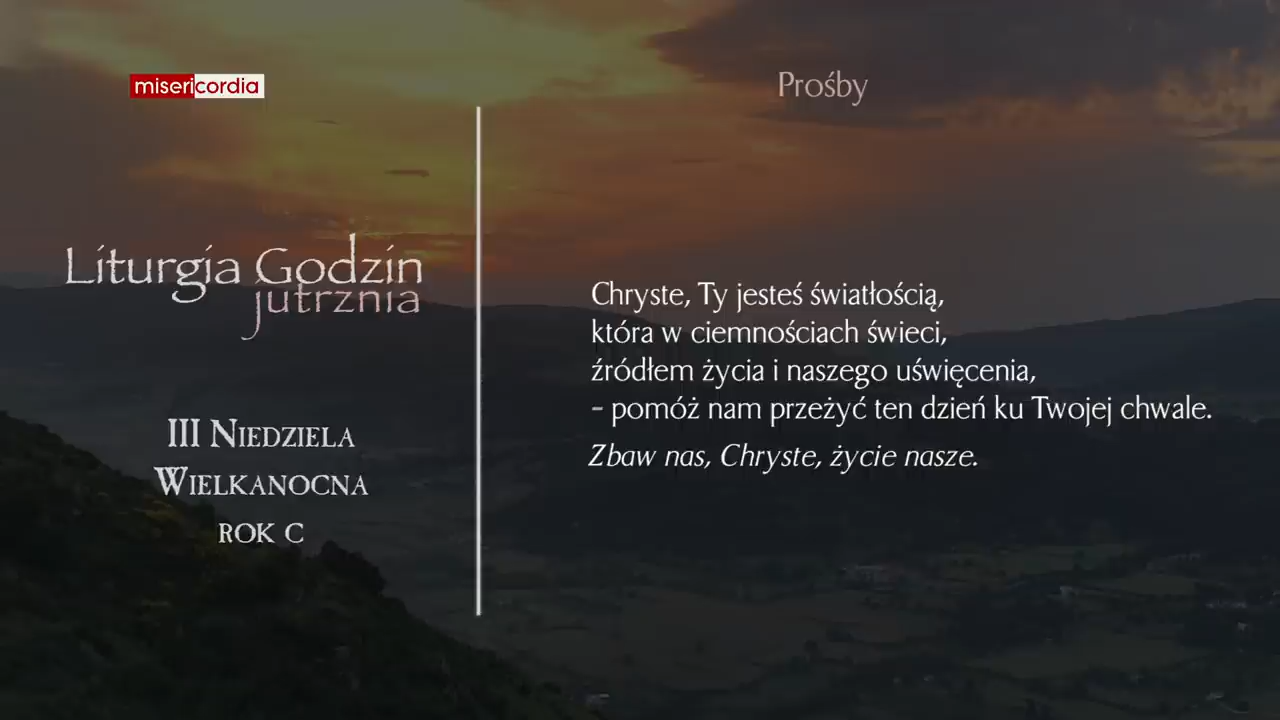 misericordia
Liturgia Godzin
jutrznia
III Niedziela
Wielkanocna
rok C
Prośby
Chryste, Ty jesteś światłością,
która w ciemnościach świeci,
źródłem życia i naszego uświęcenia,
- pomóż nam przeżyć ten dzień ku Twojej chwale.
Zbaw nas, Chryste, życie nasze.